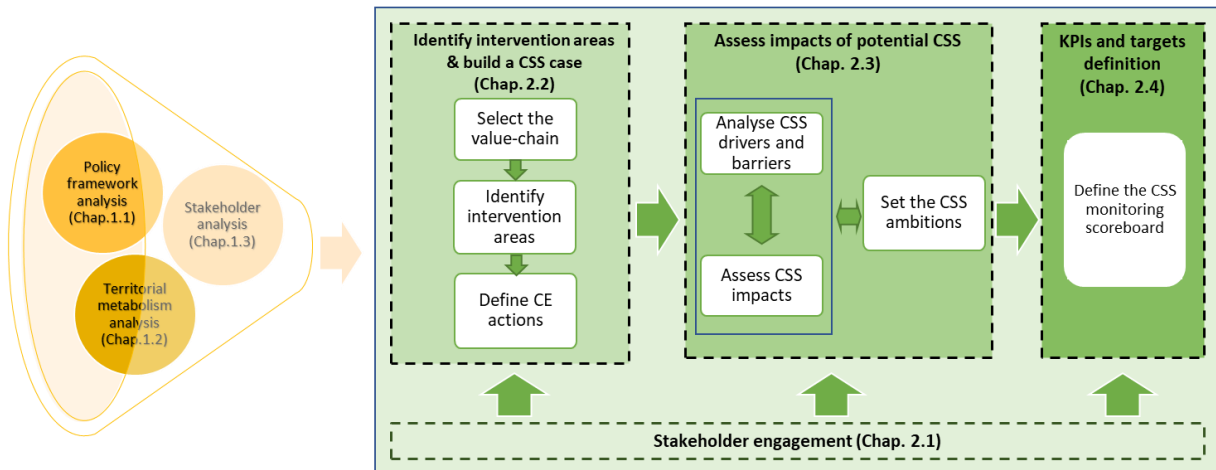 Policy
framework
analysis
(Chap.1.1)
Stakeholder
analysis
(Chap.1.3)
Territorial
metabolism
analysis
(Chap.1.2)
Identify intervention areas
& build a CSS case
(Chap. 2.2)
Select the
value-chain
Identify
intervention
areas
Define CE
actions
Assess impacts of potential CSS
(Chap. 2.3)
Analyse CSS
drivers and
barriers
Assess CSS
impacts
Set the CSS
ambitions
KPIs and targets
definition
(Chap. 2.4)
Define the CSS
monitoring
scoreboard
Stakeholder engagement (Chap. 2.1)